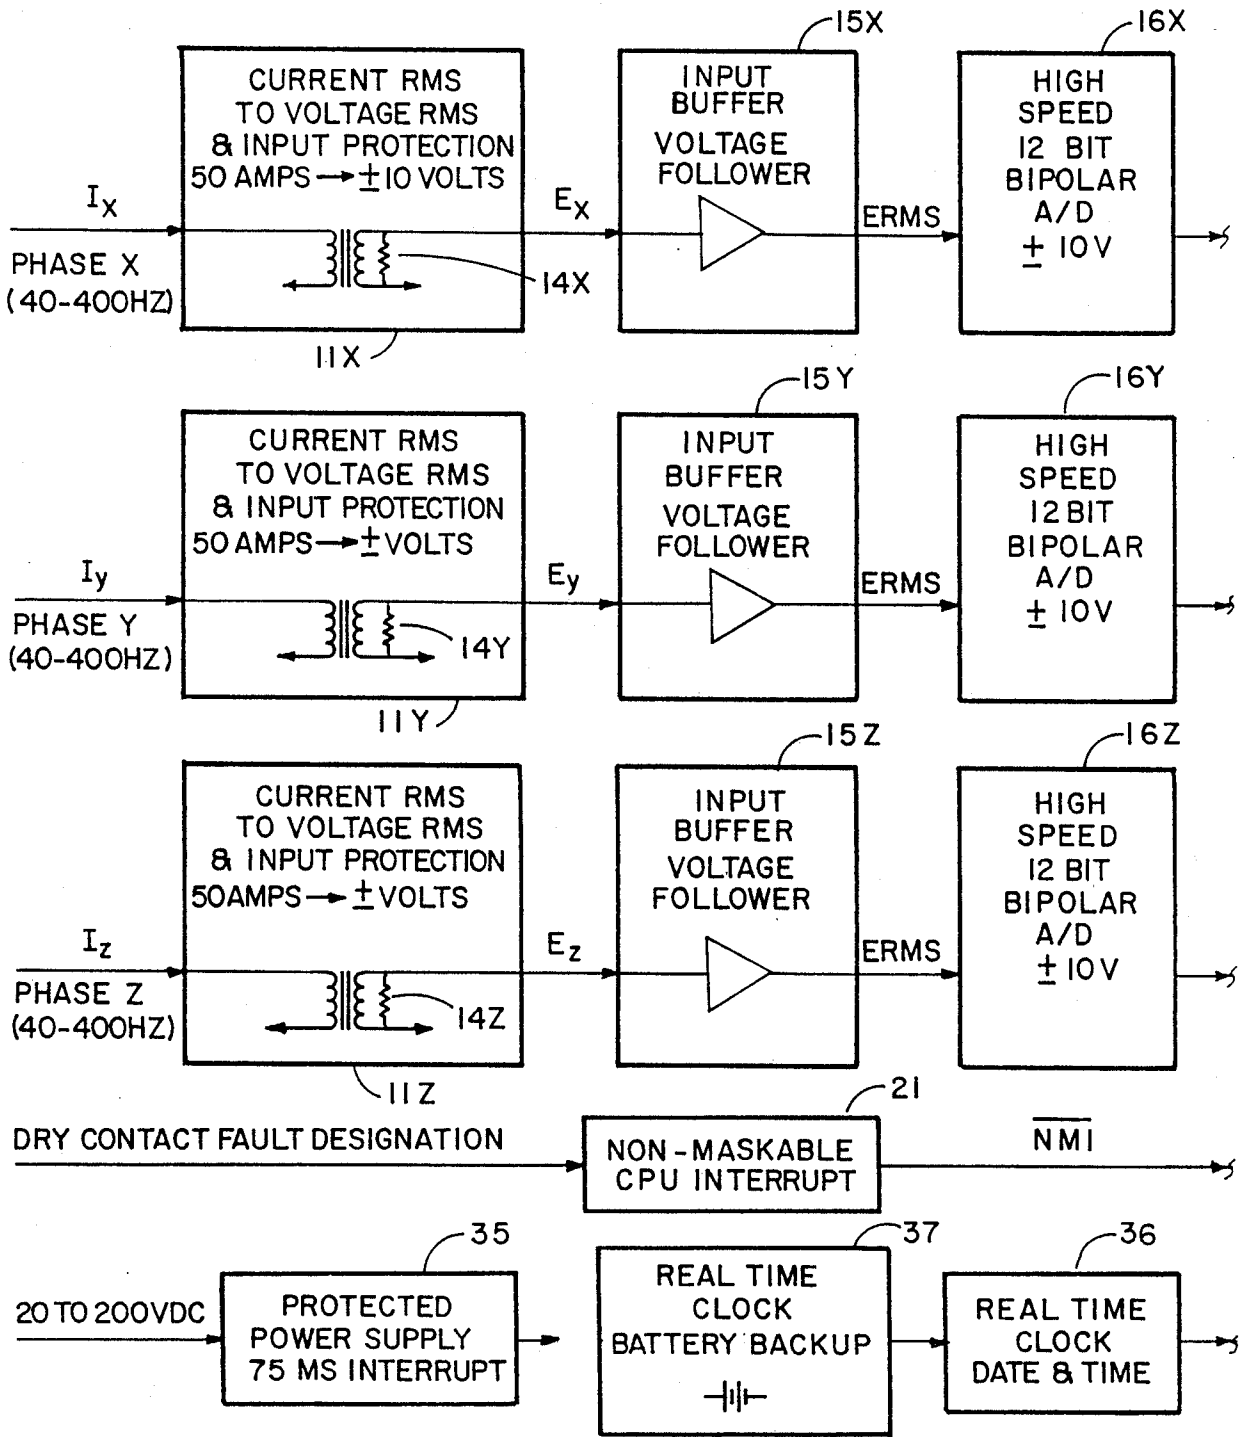 15X
16X
CURRENT RMS
TO VOLTAGE RMS
& INPUT PROTECTION
50 AMPS → ± 10 VOLTS
INPUT
BUFFER
VOLTAGE
FOLLOWER
HIGH
SPEED
12 BIT
BIPOLAR
A/D
± 10V
IX
EX
ERMS
PHASE X
(40-400HZ)
14X
11X
15Y
16Y
CURRENT RMS
TO VOLTAGE RMS
& INPUT PROTECTION
50 AMPS → ± VOLTS
INPUT
BUFFER
VOLTAGE
FOLLOWER
HIGH
SPEED
12 BIT
BIPOLAR
A/D
± 10V
Iy
Ey
ERMS
PHASE Y
(40-400HZ)
14Y
11Y
15Z
16Z
CURRENT RMS
TO VOLTAGE RMS
& INPUT PROTECTION
50AMPS → ± VOLTS
INPUT
BUFFER
VOLTAGE
FOLLOWER
HIGH
SPEED
12 BIT
BIPOLAR
A/D
± 10V
Iz
Ez
ERMS
PHASE Z
(40-400HZ)
14Z
11Z
21
DRY CONTACT FAULT DESIGNATION
NON-MASKABLE
CPU INTERRUPT
N̅M̅I̅
35
37
36
20 TO 200VDC
PROTECTED
POWER SUPPLY
75 MS INTERRUPT
REAL TIME
CLOCK
BATTERY BACKUP
REAL TIME
CLOCK
DATE & TIME